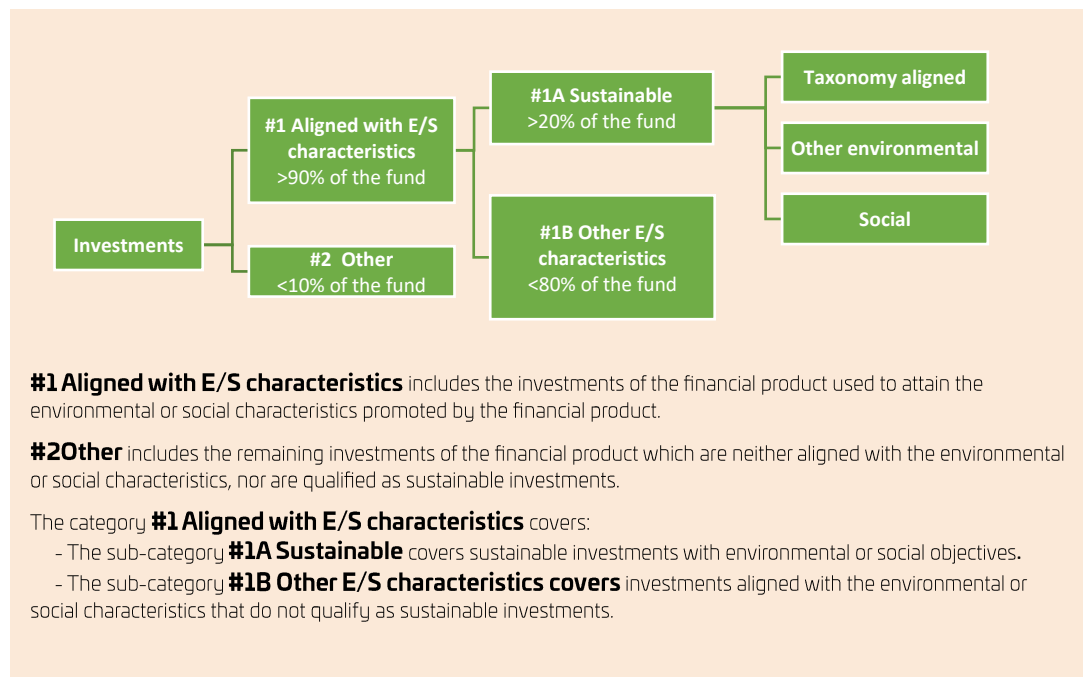 Investments
#1 Aligned with E/S
characteristics
>90% of the fund
#2 Other
<10% of the fund
#1A Sustainable
>20% of the fund
#1B Other E/S
characteristics
<80% of the fund
Taxonomy aligned
Other environmental
Social
#1 Aligned with E/S characteristics includes the investments of the financial product used to attain the
environmental or social characteristics promoted by the financial product.
#2Other includes the remaining investments of the financial product which are neither aligned with the environmental
or social characteristics, nor are qualified as sustainable investments.
The category #1 Aligned with E/S characteristics covers:
- The sub-category #1A Sustainable covers sustainable investments with environmental or social objectives.
- The sub-category #1B Other E/S characteristics covers investments aligned with the environmental or
social characteristics that do not qualify as sustainable investments.